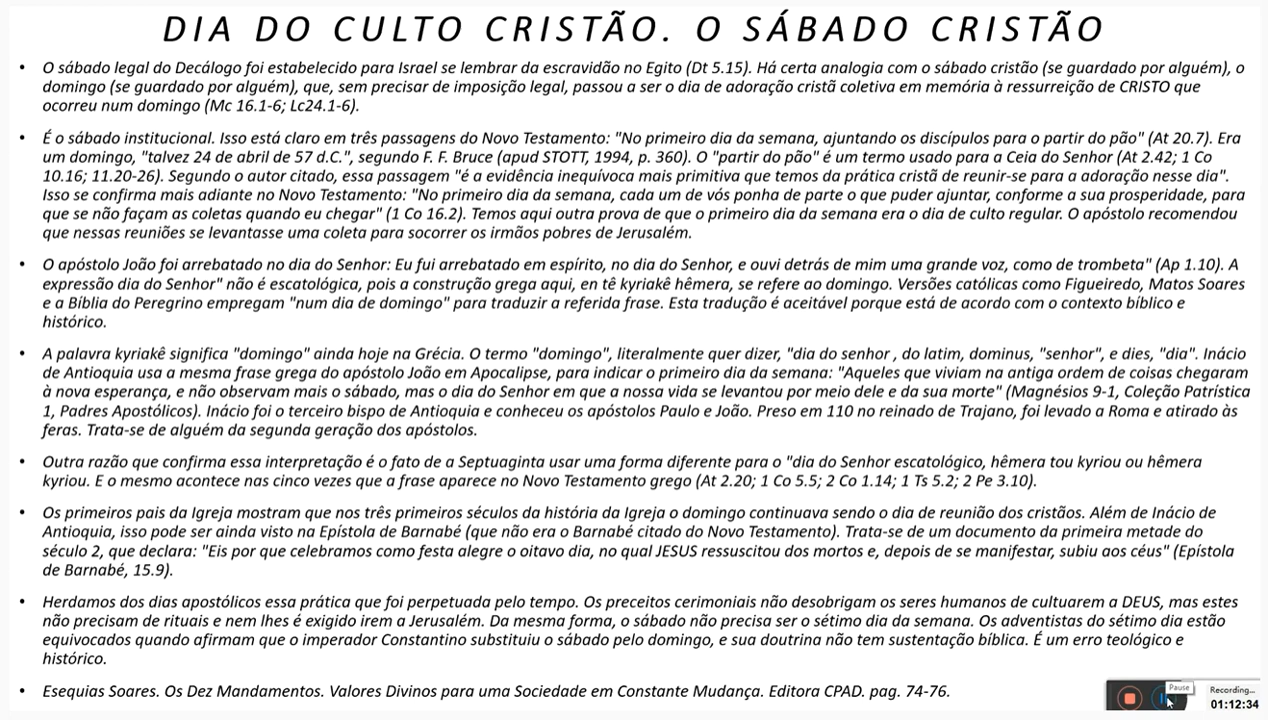 DIA DO CULTO CRISTÃO. O SÁBADO CRISTÃO
• O sábado legal do Decálogo foi estabelecido para Israel se lembrar da escravidão no Egito (Dt 5.15). Há certa analogia com o sábado cristão (se guardado por alguém), o
domingo (se guardado por alguém), que, sem precisar de imposição legal, passou a ser o dia de adoração cristã coletiva em memória à ressurreição de CRISTO que
ocorreu num domingo (Mc 16.1-6; Lc24.1-6).
• É o sábado institucional. Isso está claro em três passagens do Novo Testamento: "No primeiro dia da semana, ajuntando os discípulos para o partir do pão" (At 20.7). Era
um domingo, "talvez 24 de abril de 57 d.C.", segundo F. F. Bruce (apud STOTT, 1994, p. 360). O "partir do pão" é um termo usado para a Ceia do Senhor (At 2.42; 1 Co
10.16; 11.20-26). Segundo o autor citado, essa passagem "é a evidência inequívoca mais primitiva que temos da prática cristã de reunir-se para a adoração nesse dia".
Isso se confirma mais adiante no Novo Testamento: "No primeiro dia da semana, cada um de vós ponha de parte o que puder ajuntar, conforme a sua prosperidade, para
que se não façam as coletas quando eu chegar" (1 Co 16.2). Temos aqui outra prova de que o primeiro dia da semana era o dia de culto regular. O apóstolo recomendou
que nessas reuniões se levantasse uma coleta para socorrer os irmãos pobres de Jerusalém.
• O apóstolo João foi arrebatado no dia do Senhor: Eu fui arrebatado em espírito, no dia do Senhor, e ouvi detrás de mim uma grande voz, como de trombeta" (Ap 1.10). A
expressão dia do Senhor" não é escatológica, pois a construção grega aqui, en tê kyriakê hêmera, se refere ao domingo. Versões católicas como Figueiredo, Matos Soares
e a Bíblia do Peregrino empregam "num dia de domingo" para traduzir a referida frase. Esta tradução é aceitável porque está de acordo com o contexto bíblico e
histórico.
• A palavra kyriakê significa "domingo" ainda hoje na Grécia. O termo "domingo", literalmente quer dizer, "dia do senhor , do latim, dominus, "senhor", e dies, "dia". Inácio
de Antioquia usa a mesma frase grega do apóstolo João em Apocalipse, para indicar o primeiro dia da semana: "Aqueles que viviam na antiga ordem de coisas chegaram
à nova esperança, e não observam mais o sábado, mas o dia do Senhor em que a nossa vida se levantou por meio dele e da sua morte" (Magnésios 9-1, Coleção Patrística
1, Padres Apostólicos). Inácio foi o terceiro bispo de Antioquia e conheceu os apóstolos Paulo e João. Preso em 110 no reinado de Trajano, foi levado a Roma e atirado às
feras. Trata-se de alguém da segunda geração dos apóstolos.
• Outra razão que confirma essa interpretação é o fato de a Septuaginta usar uma forma diferente para o "dia do Senhor escatológico, hêmera tou kyriou ou hêmera
kyriou. E o mesmo acontece nas cinco vezes que a frase aparece no Novo Testamento grego (At 2.20; 1 Co 5.5; 2 Co 1.14; 1 Ts 5.2; 2 Pe 3.10).
• Os primeiros pais da Igreja mostram que nos três primeiros séculos da história da Igreja o domingo continuava sendo o dia de reunião dos cristãos. Além de Inácio de
Antioquia, isso pode ser ainda visto na Epístola de Barnabé (que não era o Barnabé citado do Novo Testamento). Trata-se de um documento da primeira metade do
século 2, que declara: "Eis por que celebramos como festa alegre o oitavo dia, no qual JESUS ressuscitou dos mortos e, depois de se manifestar, subiu aos céus" (Epístola
de Barnabé, 15.9).
• Herdamos dos dias apostólicos essa prática que foi perpetuada pelo tempo. Os preceitos cerimoniais não desobrigam os seres humanos de cultuarem a DEUS, mas estes
não precisam de rituais e nem lhes é exigido irem a Jerusalém. Da mesma forma, o sábado não precisa ser o sétimo dia da semana. Os adventistas do sétimo dia estão
equivocados quando afirmam que o imperador Constantino substituiu o sábado pelo domingo, e sua doutrina não tem sustentação bíblica. É um erro teológico e
histórico.
• Esequias Soares. Os Dez Mandamentos. Valores Divinos para uma Sociedade em Constante Mudança. Editora CPAD. pag. 74-76.
Pause
Recording...
01:12:34